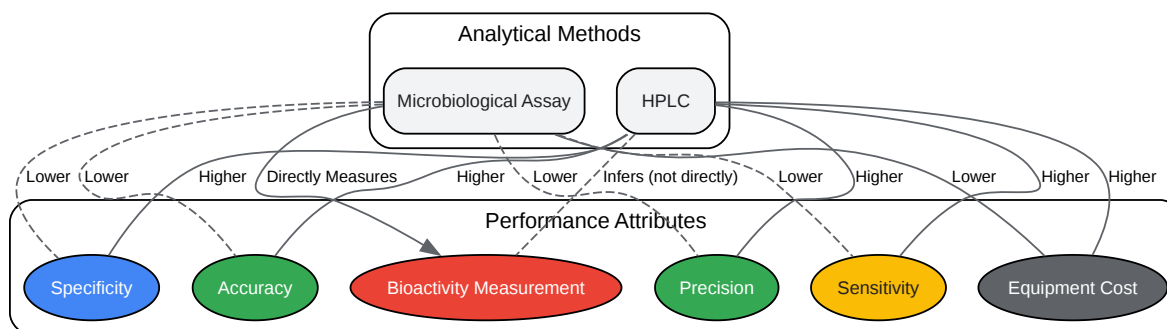 Analytical Methods
Microbiological Assay
HPLC
Lower
Lower
Higher
Directly Measures
Higher
Lower
Infers (not directly)
Lower
Higher
Lower
Higher
Higher
Performance Attributes
Specificity
Accuracy
Bioactivity Measurement
Precision
Sensitivity
Equipment Cost